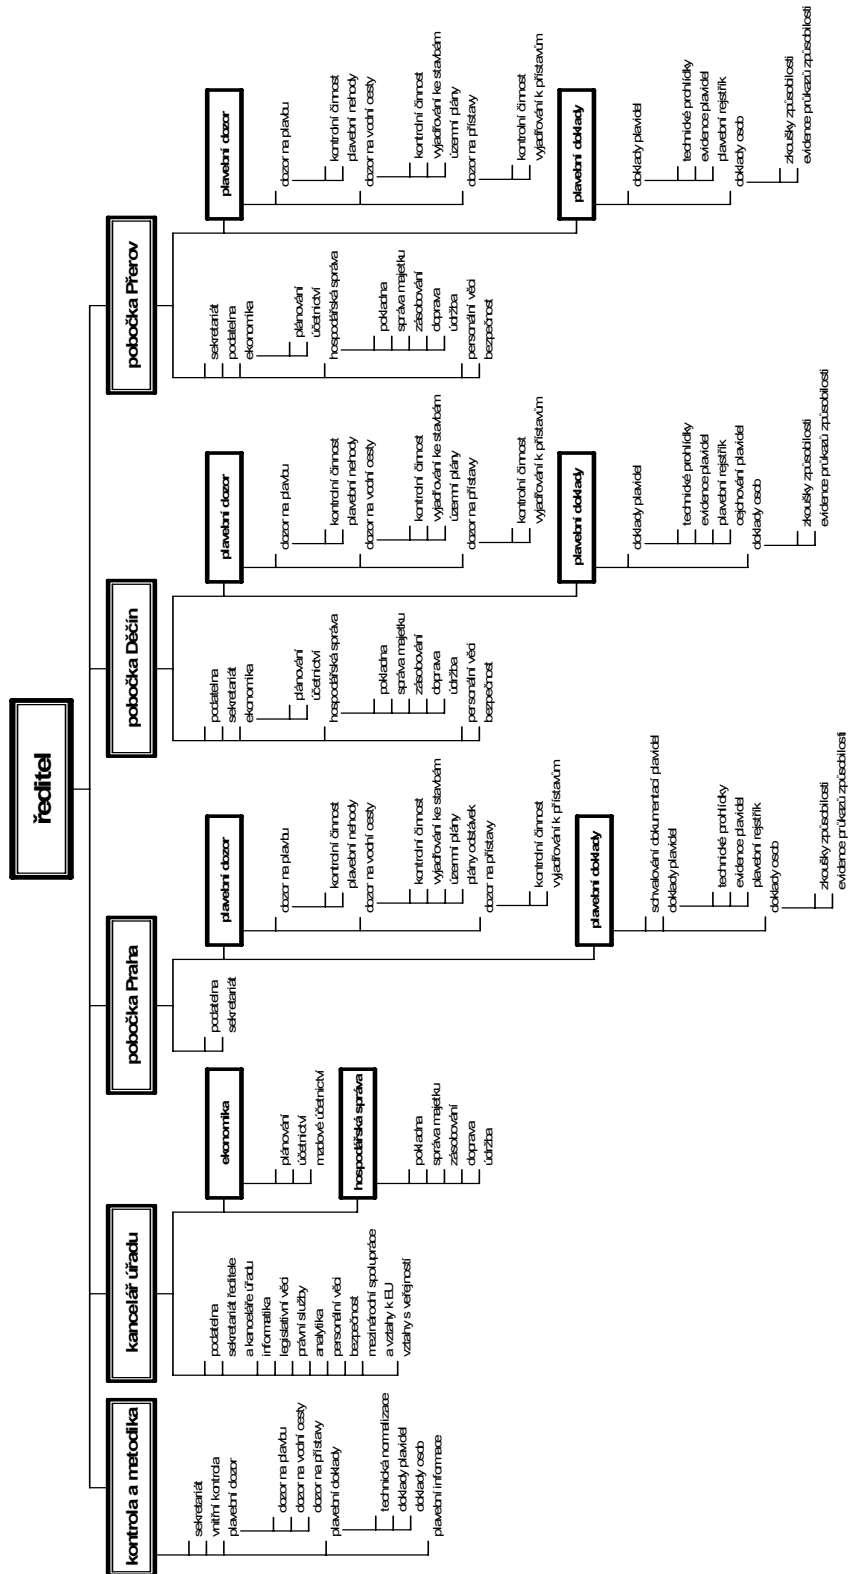 ředitel
kontrola a metodika
sekretariát
vnitřní kontrola
plavební dozor
dozor na plavbu
dozor na vodní cesty
dozor na přístavy
plavební doklady
technická normalizace
doklady plavidel
doklady osob
plavební informace
kancelář úřadu
podatelna
sekretariát ředitele
a kanceláře úřadu
informatika
legislativní věci
právní služby
analytika
personální věci
bezpečnost
mezinárodní spolupráce
a vztahy k EU
vztahy s veřejností
ekonomika
plánování
účetnictví
mzdové účetnictví
hospodářská správa
pokladna
správa majetku
zásobování
doprava
údržba
pobočka Praha
podatelna
sekretariát
plavební dozor
dozor na plavbu
kontrolní činnost
plavební nehody
dozor na vodní cesty
kontrolní činnost
vyjadřování ke stavbám
územní plány
plány odstávek
dozor na přístavy
kontrolní činnost
vyjadřování k přístavům
plavební doklady
schvalování dokumentací plavidel
doklady plavidel
technické prohlídky
evidence plavidel
plavební rejstřík
doklady osob
zkoušky způsobilosti
evidence průkazů způsobilostí
pobočka Děčín
podatelna
sekretariát
ekonomika
plánování
účetnictví
hospodářská správa
pokladna
správa majetku
zásobování
doprava
údržba
personální věci
bezpečnost
plavební dozor
dozor na plavbu
kontrolní činnost
plavební nehody
dozor na vodní cesty
kontrolní činnost
vyjadřování ke stavbám
územní plány
dozor na přístavy
kontrolní činnost
vyjadřování k přístavům
plavební doklady
doklady plavidel
technické prohlídky
evidence plavidel
plavební rejstřík
cejchování plavidel
doklady osob
zkoušky způsobilosti
evidence průkazů způsobilosti
pobočka Přerov
sekretariát
podatelna
ekonomika
plánování
účetnictví
hospodářská správa
pokladna
správa majetku
zásobování
doprava
údržba
personální věci
bezpečnost
plavební dozor
dozor na plavbu
kontrolní činnost
plavební nehody
dozor na vodní cesty
kontrolní činnost
vyjadřování ke stavbám
územní plány
dozor na přístavy
kontrolní činnost
vyjadřování k přístavům
plavební doklady
doklady plavidel
technické prohlídky
evidence plavidel
plavební rejstřík
doklady osob
zkoušky způsobilosti
evidence průkazů způsobilosti